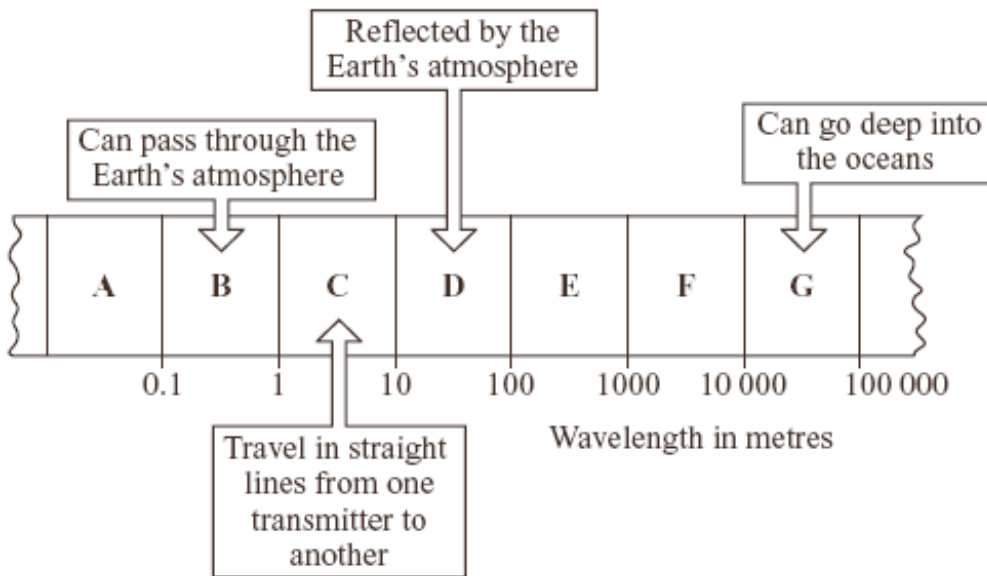 Reflected by the
Earth's atmosphere
Can pass through the
Earth's atmosphere
Can go deep into
the oceans
A B C D E F G
0.1 1 10 100 1000 10 000 100 000
Wavelength in metres
Travel in straight
lines from one
transmitter to
another